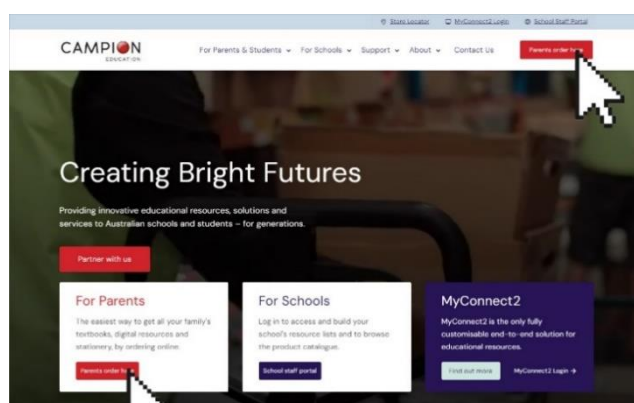 Store Locator MyConnect2 Login School Staff Portal
CAMPION
EDUCATION
For Parents & Students For Schools Support About Contact Us Parents order here
Creating Bright Futures
Providing innovative educational resources, solutions and
services to Australian schools and students – for generations.
Partner with us
For Parents
The easiest way to get all your family's
textbooks, digital resources and
stationery, by ordering online.
Parents order
For Schools
Log in to access and build your
school's resource lists and to browse
the product catalogue.
School staff portal
MyConnect2
MyConnect2 is the only fully
customisable end-to-end solution for
educational resources.
Find out more MyConnect2 Login →